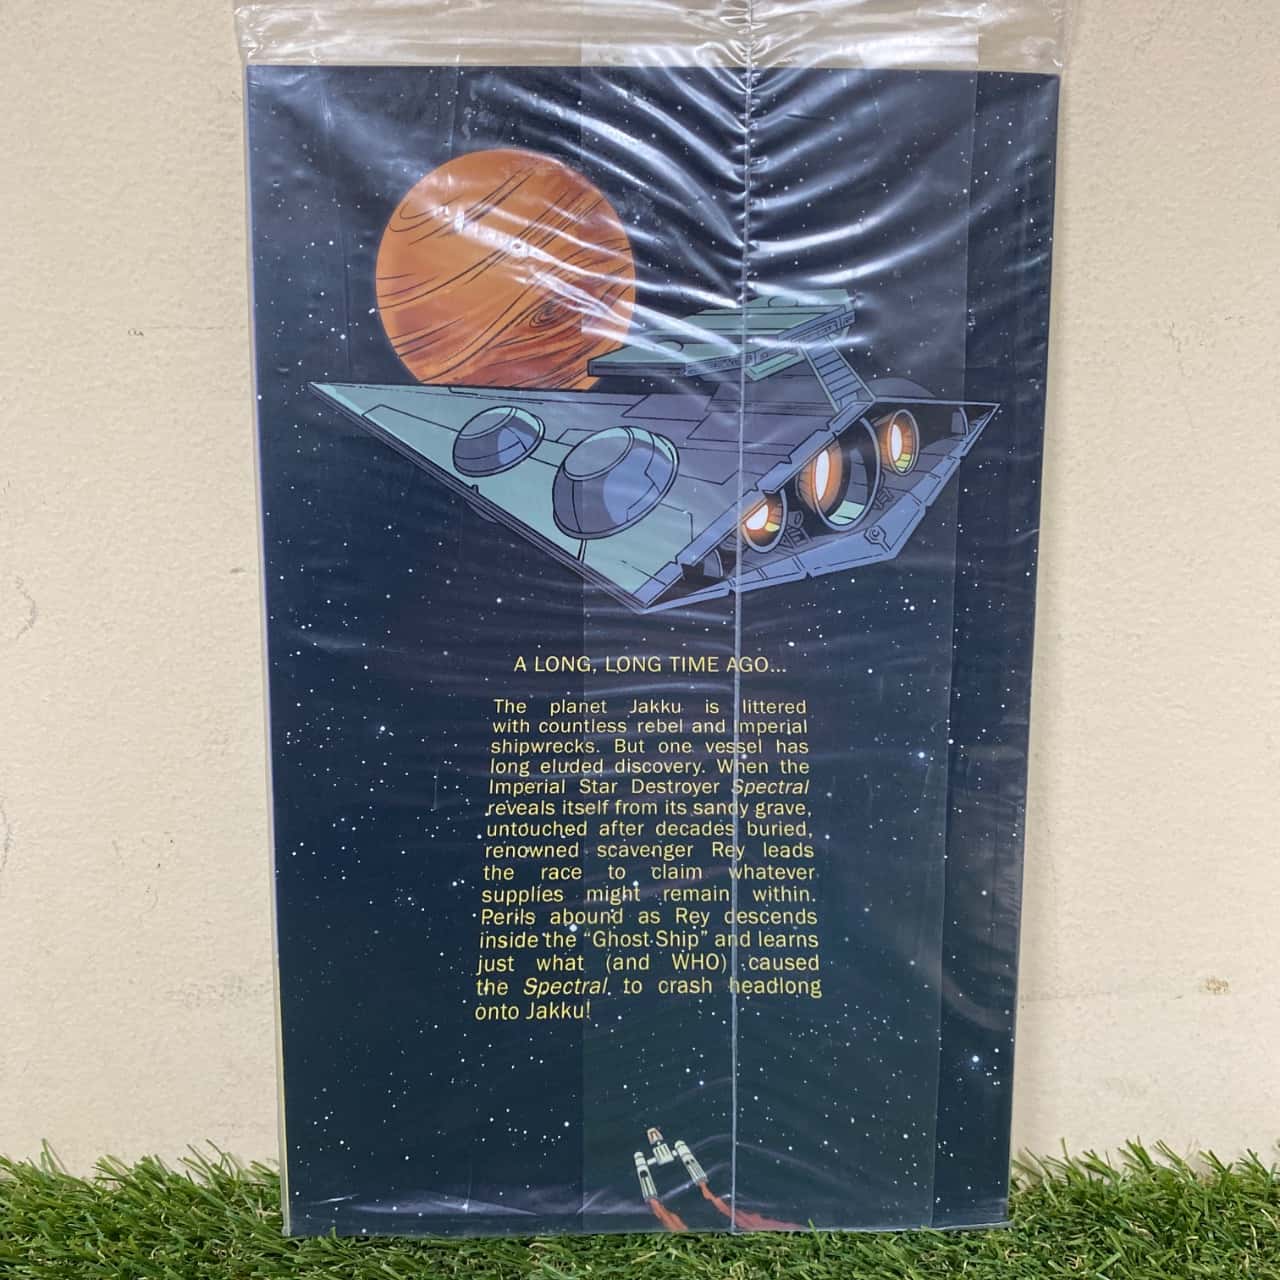 A LONG, LONG TIME AGO...
The planet Jakku is littered
with countless rebel and Imperial
shipwrecks. But one vessel has
long eluded discovery. When the
Imperial Star Destroyer Spectral
reveals itself from its sandy grave,
untouched after decades buried,
renowned scavenger Rey leads
the race to claim whatever
supplies might remain within.
Perils abound as Rey descends
inside the “Ghost Ship” and learns
just what (and WHO) caused
the Spectral to crash headlong
onto Jakku!